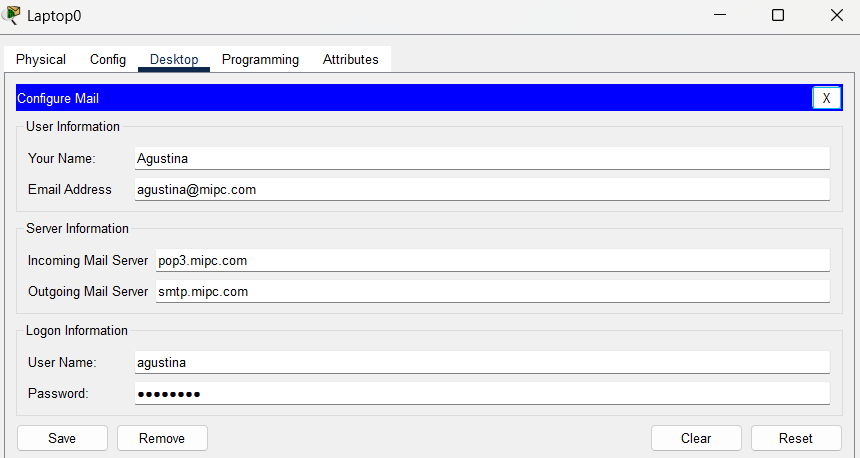 Laptop0
Physical Config Desktop Programming Attributes
Configure Mail X
User Information
Your Name: Agustina
Email Address agustina@mipc.com
Server Information
Incoming Mail Server pop3.mipc.com
Outgoing Mail Server smtp.mipc.com
Logon Information
User Name: agustina
Password: ●●●●●●●●
Save Remove Clear Reset